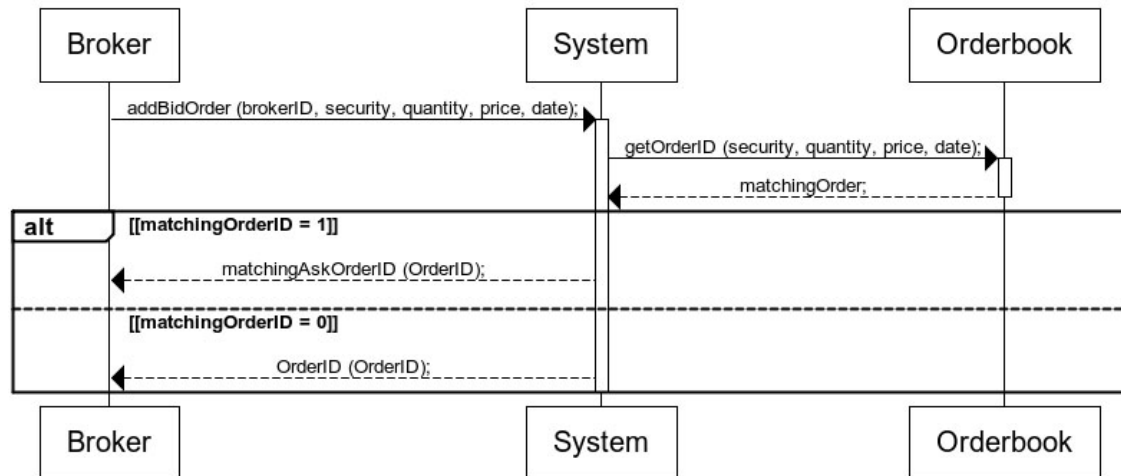 Broker System Orderbook
addBidOrder (brokerID, security, quantity, price, date);
getOrderID (security, quantity, price, date);
matchingOrder;
alt [[matchingOrderID = 1]]
matchingAskOrderID (OrderID);
[[matchingOrderID = 0]]
OrderID (OrderID);
Broker System Orderbook